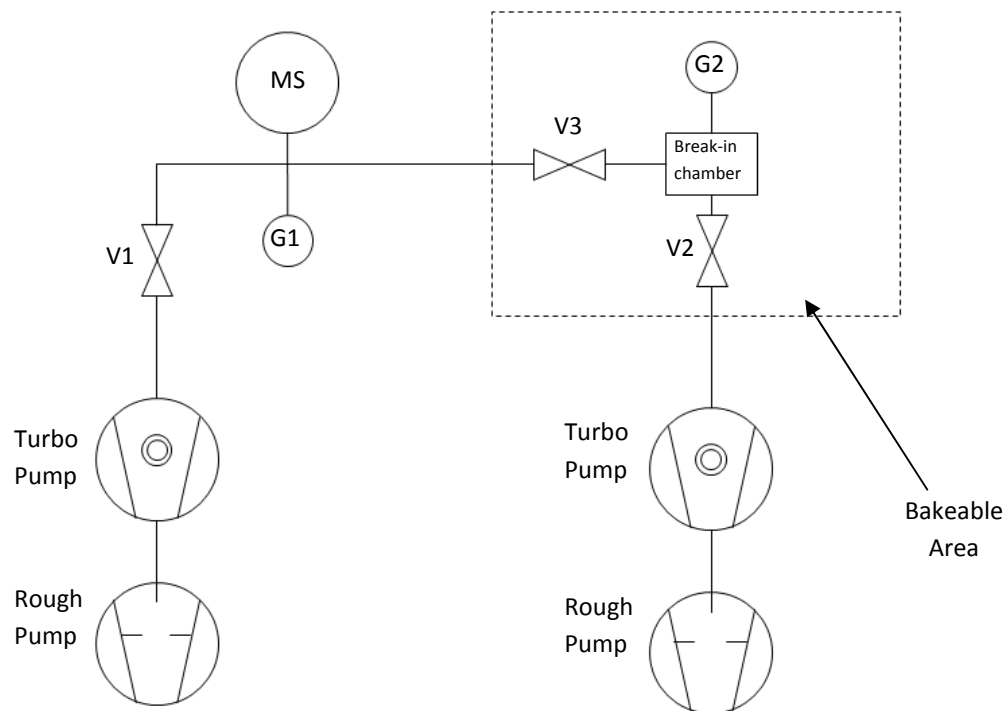 MS
G2
V3
Break-in
chamber
V1
G1
V2
Turbo
Pump
Turbo
Pump
Bakeable
Area
Rough
Pump
Rough
Pump